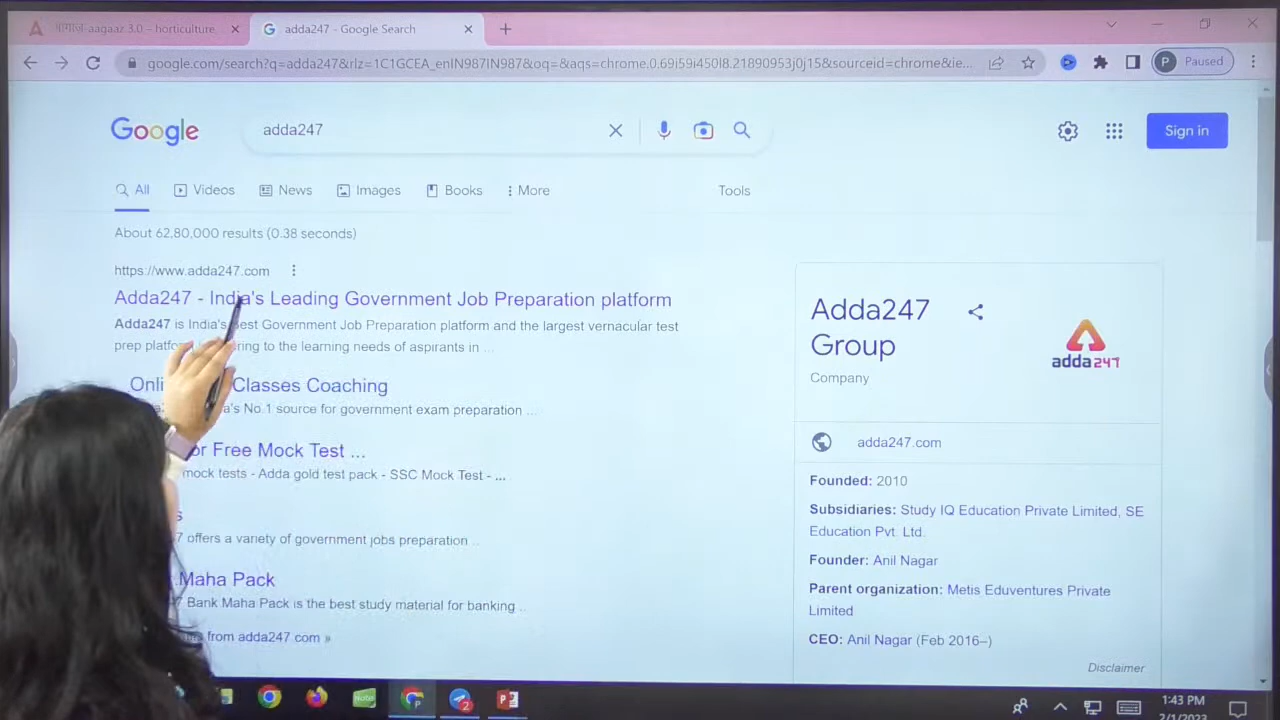 आगाज़-aagaaz 3.0 – horticulture
adda247 - Google Search
google.com/search?q=adda247&rlz=1C1GCEA_enIN987IN987&oq=&aqs=chrome.0.69i59i450l8.21890953j0j15&sourceid=chrome&ie...
P Paused
Google
adda247
Sign in
All
Videos
News
Images
Books
More
Tools
About 62,80,000 results (0.38 seconds)
https://www.adda247.com
Adda247 - India's Leading Government Job Preparation platform
Adda247 is India's Best Government Job Preparation platform and the largest vernacular test
prep to the learning needs of aspirants in ...
Classes Coaching
No.1 source for government exam preparation ...
or Free Mock Test ...
mock tests - Adda gold test pack - SSC Mock Test - ...
offers a variety of government jobs preparation ..
Maha Pack
Bank Maha Pack is the best study material for banking ..
from adda247 com »
Adda247
Group
Company
adda247
adda247.com
Founded: 2010
Subsidiaries: Study IQ Education Private Limited, SE
Education Pvt. Ltd.
Founder: Anil Nagar
Parent organization: Metis Eduventures Private
Limited
CEO: Anil Nagar (Feb 2016–)
Disclaimer
2
1:43 PM